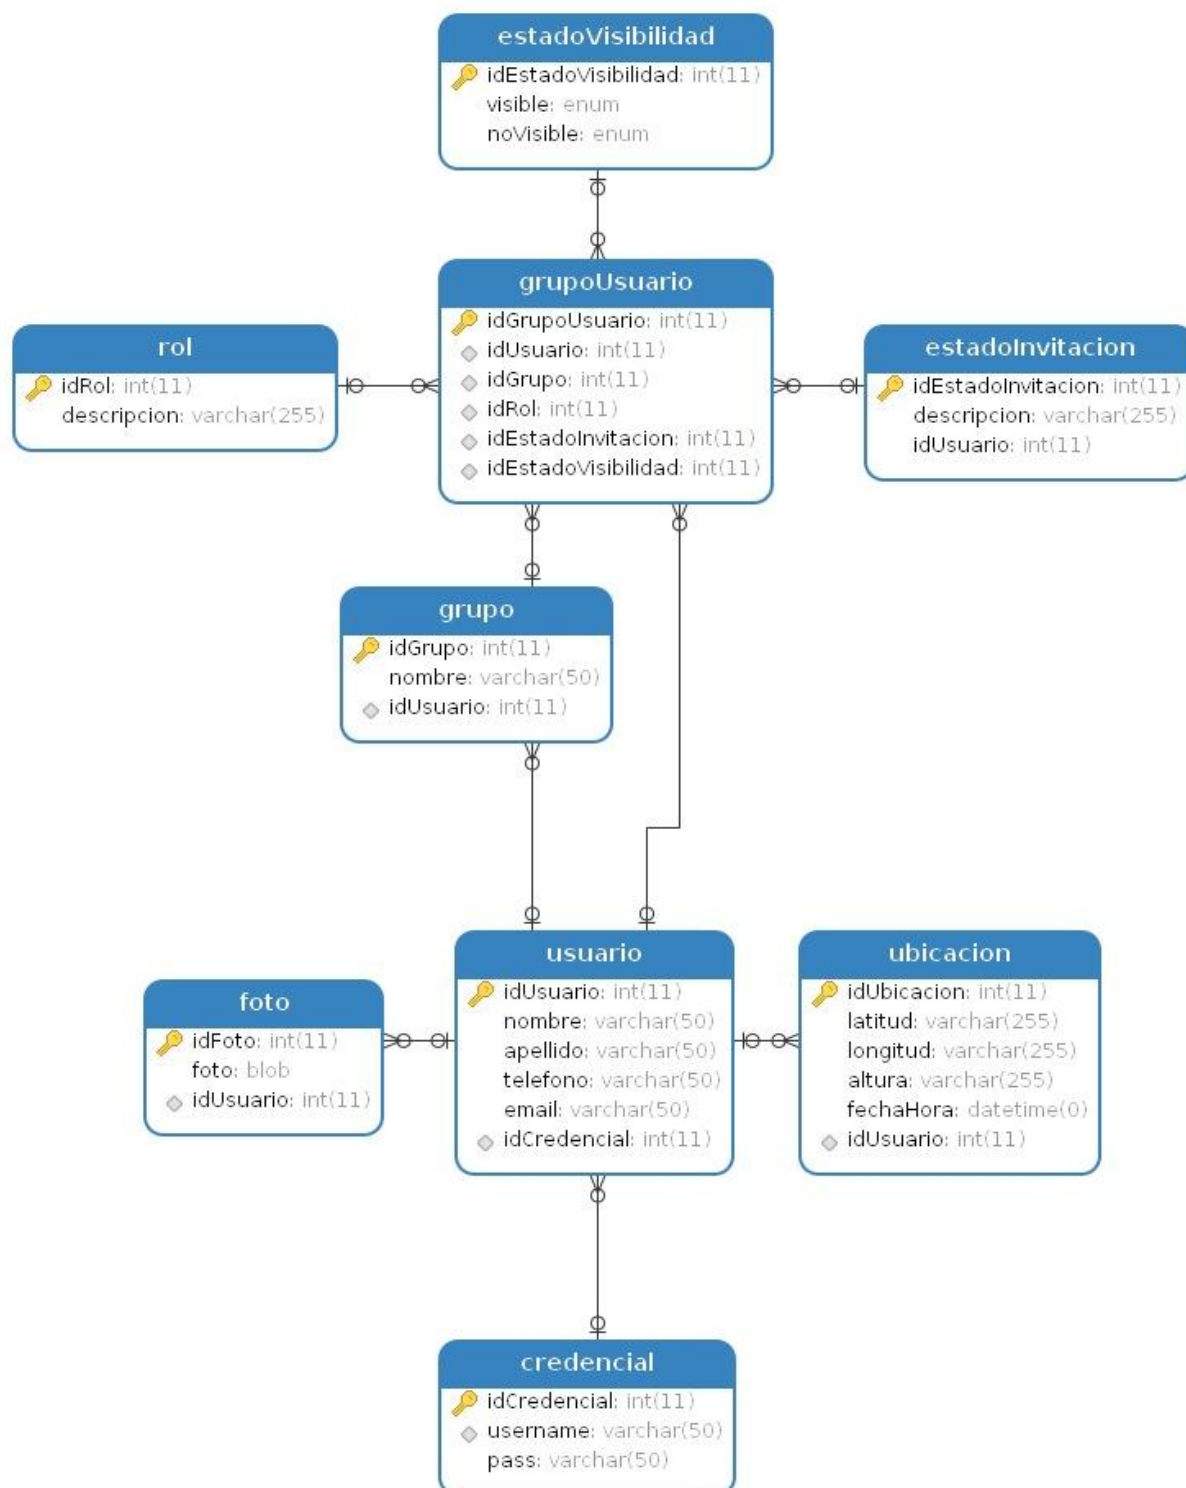 estadoVisibilidad
idEstadoVisibilidad: int(11)
visible: enum
noVisible: enum
grupoUsuario
idGrupoUsuario: int(11)
idUsuario: int(11)
idGrupo: int(11)
idRol: int(11)
idEstadoInvitacion: int(11)
idEstadoVisibilidad: int(11)
rol
idRol: int(11)
descripcion: varchar(255)
estadoInvitacion
idEstadoInvitacion: int(11)
descripcion: varchar(255)
idUsuario: int(11)
grupo
idGrupo: int(11)
nombre: varchar(50)
idUsuario: int(11)
usuario
idUsuario: int(11)
nombre: varchar(50)
apellido: varchar(50)
telefono: varchar(50)
email: varchar(50)
idCredencial: int(11)
ubicacion
idUbicacion: int(11)
latitud: varchar(255)
longitud: varchar(255)
altura: varchar(255)
fechaHora: datetime(0)
idUsuario: int(11)
foto
idFoto: int(11)
foto: blob
idUsuario: int(11)
credencial
idCredencial: int(11)
username: varchar(50)
pass: varchar(50)